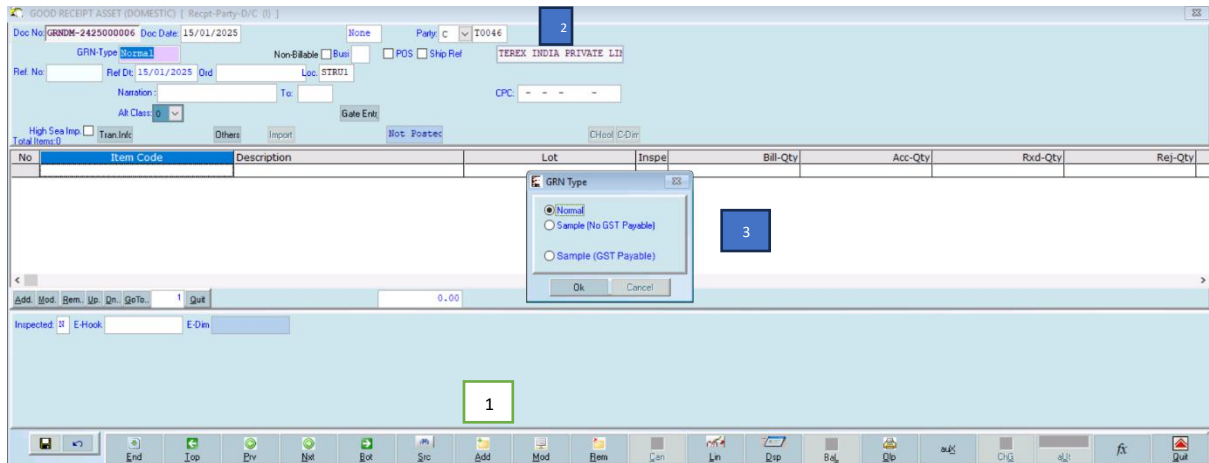 GOOD RECEIPT ASSET (DOMESTIC) [ Recpt-Party-D/C (I) ]
Doc No: GRNDM-2425000006 Doc Date: 15/01/2025 None Party: C T0046 2
GRN-Type Normal Non-Billable Busi POS Ship Ref TEREX INDIA PRIVATE LIM
Ref. No: Ref Dt: 15/01/2025 Ord Loc. STRU1
Narration : To: CPC: - - - -
Alt Class: 0 Gate Entr
High Sea Imp. Tran.Info Others Import Not Posted CHool C-Dim
Total Items:0
No Item Code Description Lot Inspe Bill-Qty Acc-Qty Rxd-Qty Rej-Qty
GRN Type
Normal
Sample (No GST Payable) 3
Sample (GST Payable)
Ok Cancel
Add. Mod. Rem.. Up.. Dn.. GoTo.. 1 Quit 0.00
Inspected: N E-Hook E-Dim
1
End Top Prv Nxt Bot Src Add Mod Rem Can Lin Dsp BaL Olp auX ChG aUt fx Quit